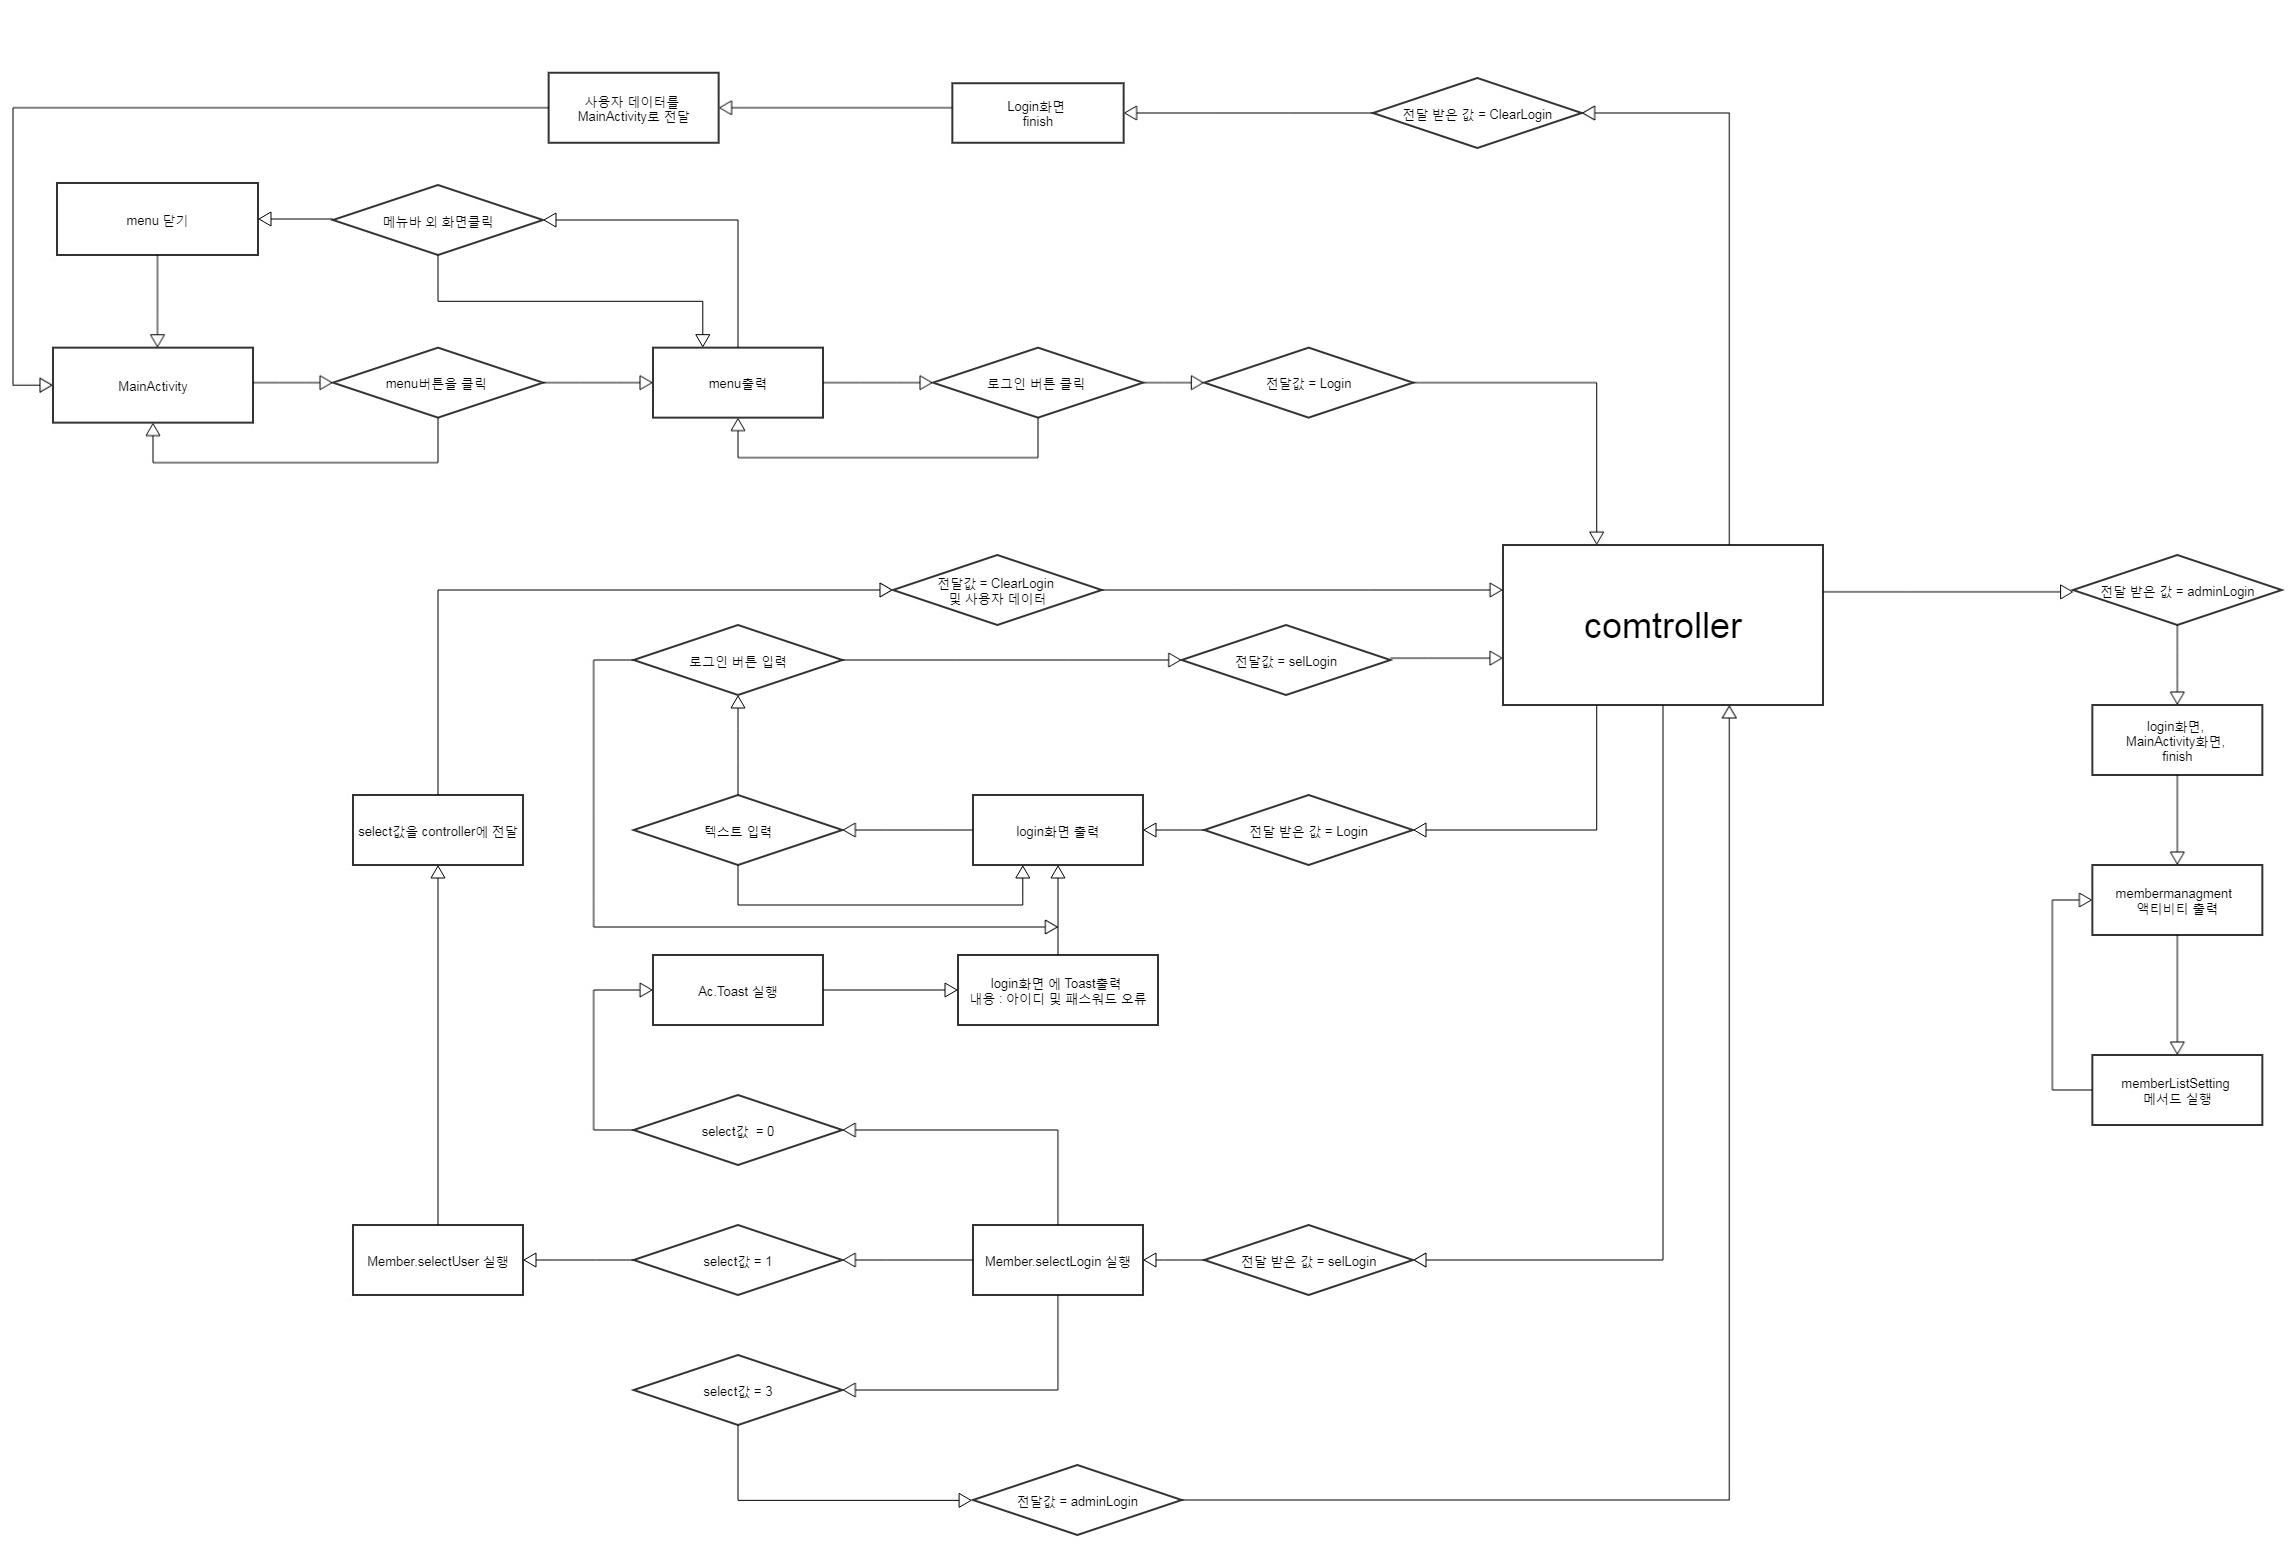 사용자 데이터를
MainActivity로 전달
Login화면
finish
전달 받은 값 = ClearLogin
menu 닫기
메뉴바 외 화면클릭
MainActivity
menu버튼을 클릭
menu출력
로그인 버튼 클릭
전달값 = Login
전달값 = ClearLogin
및 사용자 데이터
comtroller
전달 받은 값 = adminLogin
로그인 버튼 입력
전달값 = selLogin
login화면,
MainActivity화면,
finish
select값을 controller에 전달
텍스트 입력
login화면 출력
전달 받은 값 = Login
membermanagment
액티비티 출력
Ac.Toast 실행
login화면 에 Toast출력
내용 : 아이디 및 패스워드 오류
memberListSetting
메서드 실행
select값  = 0
Member.selectUser 실행
select값 = 1
Member.selectLogin 실행
전달 받은 값 = selLogin
select값 = 3
전달값 = adminLogin